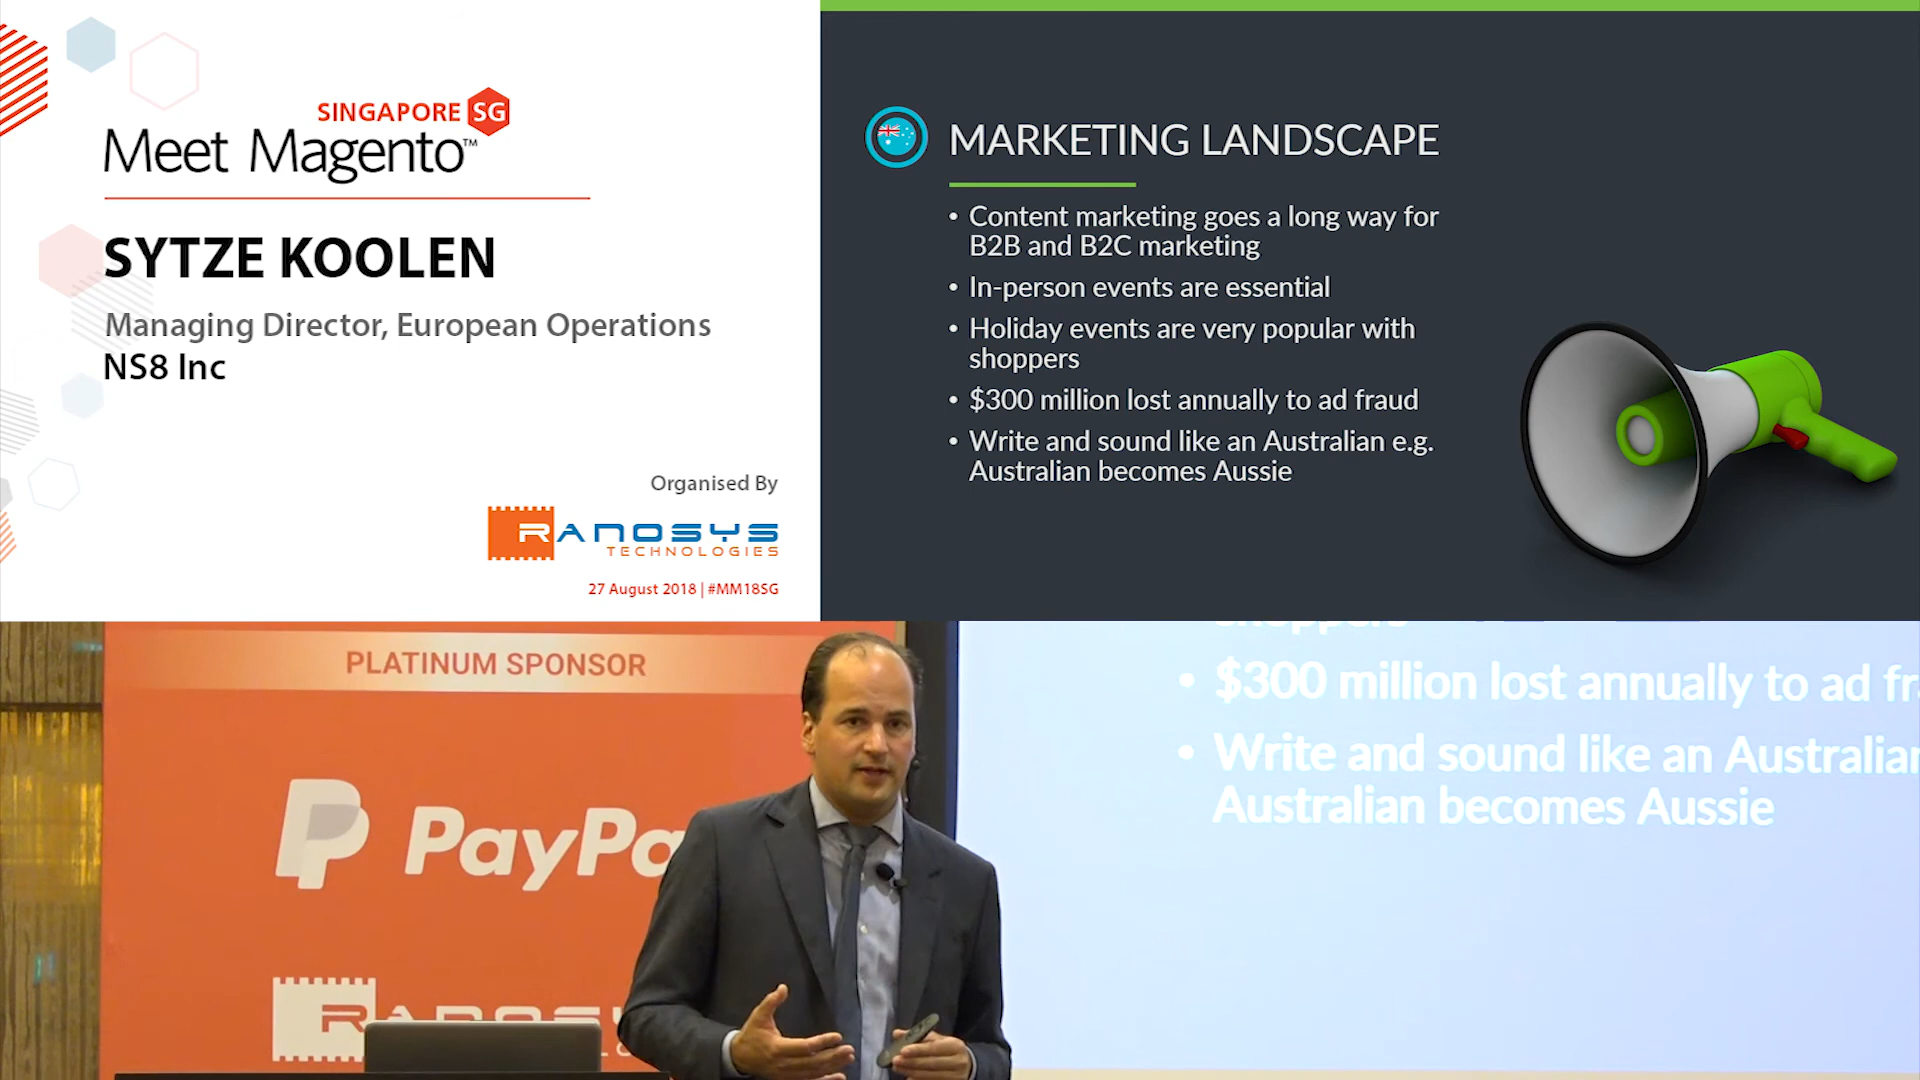 SINGAPORE SG
Meet Magento™
SYTZE KOOLEN
Managing Director, European Operations
NS8 Inc
Organised By
RANOSYS
TECHNOLOGIES
27 August 2018 | #MM18SG
MARKETING LANDSCAPE
• Content marketing goes a long way for
B2B and B2C marketing
• In-person events are essential
• Holiday events are very popular with
shoppers
• $300 million lost annually to ad fraud
• Write and sound like an Australian e.g.
Australian becomes Aussie
PLATINUM SPONSOR
PayPa
RANOSY
shoppers
• $300 million lost annually to ad fr
• Write and sound like an Australian
Australian becomes Aussie